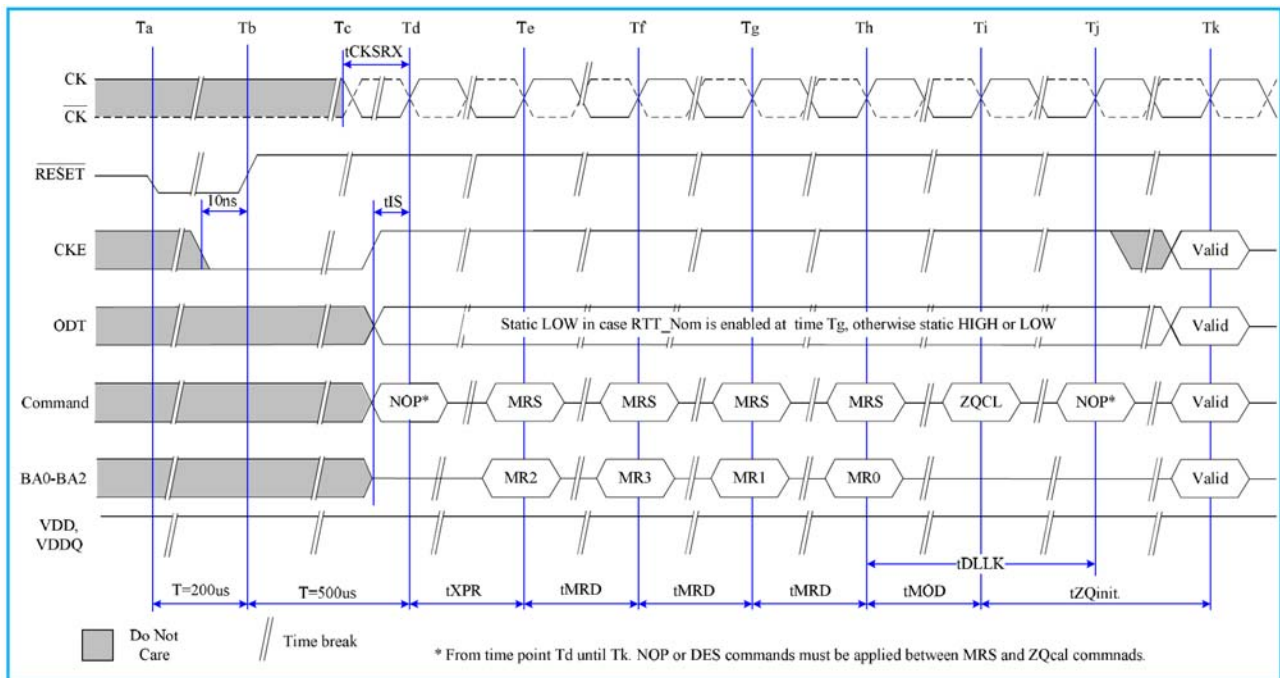 Ta Tb Tc Td Te Tf Tg Th Ti Tj Tk
tCKSRX
CK
CK
RESET
10ns
tIS
CKE
Valid
ODT
Static LOW in case RTT_Nom is enabled at time Tg, otherwise static HIGH or LOW
Valid
Command
NOP*
MRS
MRS
MRS
MRS
ZQCL
NOP*
Valid
BA0-BA2
MR2
MR3
MR1
MR0
Valid
VDD,
VDDQ
tDLLK
T=200us
T=500us
tXPR
tMRD
tMRD
tMRD
tMOD
tZQinit.
Do Not
Care
Time break
* From time point Td until Tk. NOP or DES commands must be applied between MRS and ZQcal commnads.